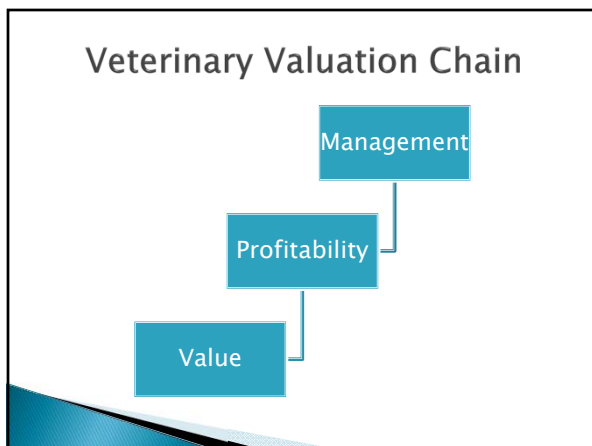 Veterinary Valuation Chain
Management
Profitability
Value